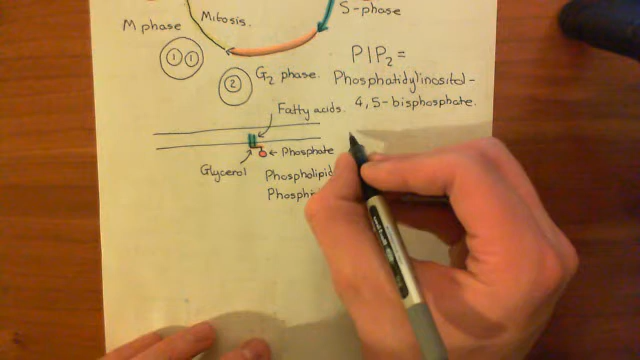 S-phase
Mitosis.
M phase
1 1
2
G₂ phase.
PIP₂ =
Phosphatidylinositol-
4,5-bisphosphate.
Fatty acids.
Phosphate
Glycerol
Phospholipid